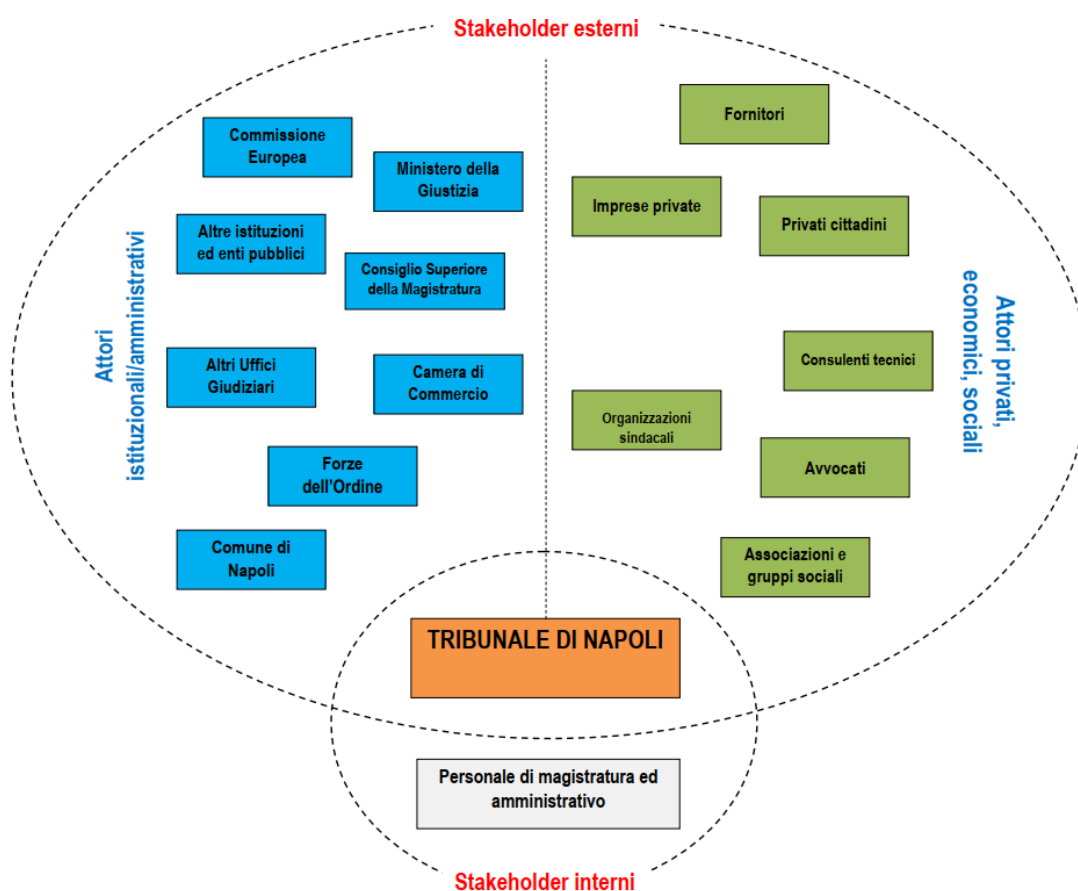 Stakeholder esterni
Commissione
Europea
Ministero della
Giustizia
Altre istituzioni
ed enti pubblici
Consiglio Superiore
della Magistratura
Attori
istituzionali/amministrativi
Altri Uffici
Giudiziari
Camera di
Commercio
Forze
dell'Ordine
Comune di
Napoli
Fornitori
Imprese private
Privati cittadini
Attori privati,
economici, sociali
Consulenti tecnici
Organizzazioni
sindacali
Avvocati
Associazioni e
gruppi sociali
TRIBUNALE DI NAPOLI
Personale di magistratura ed
amministrativo
Stakeholder interni